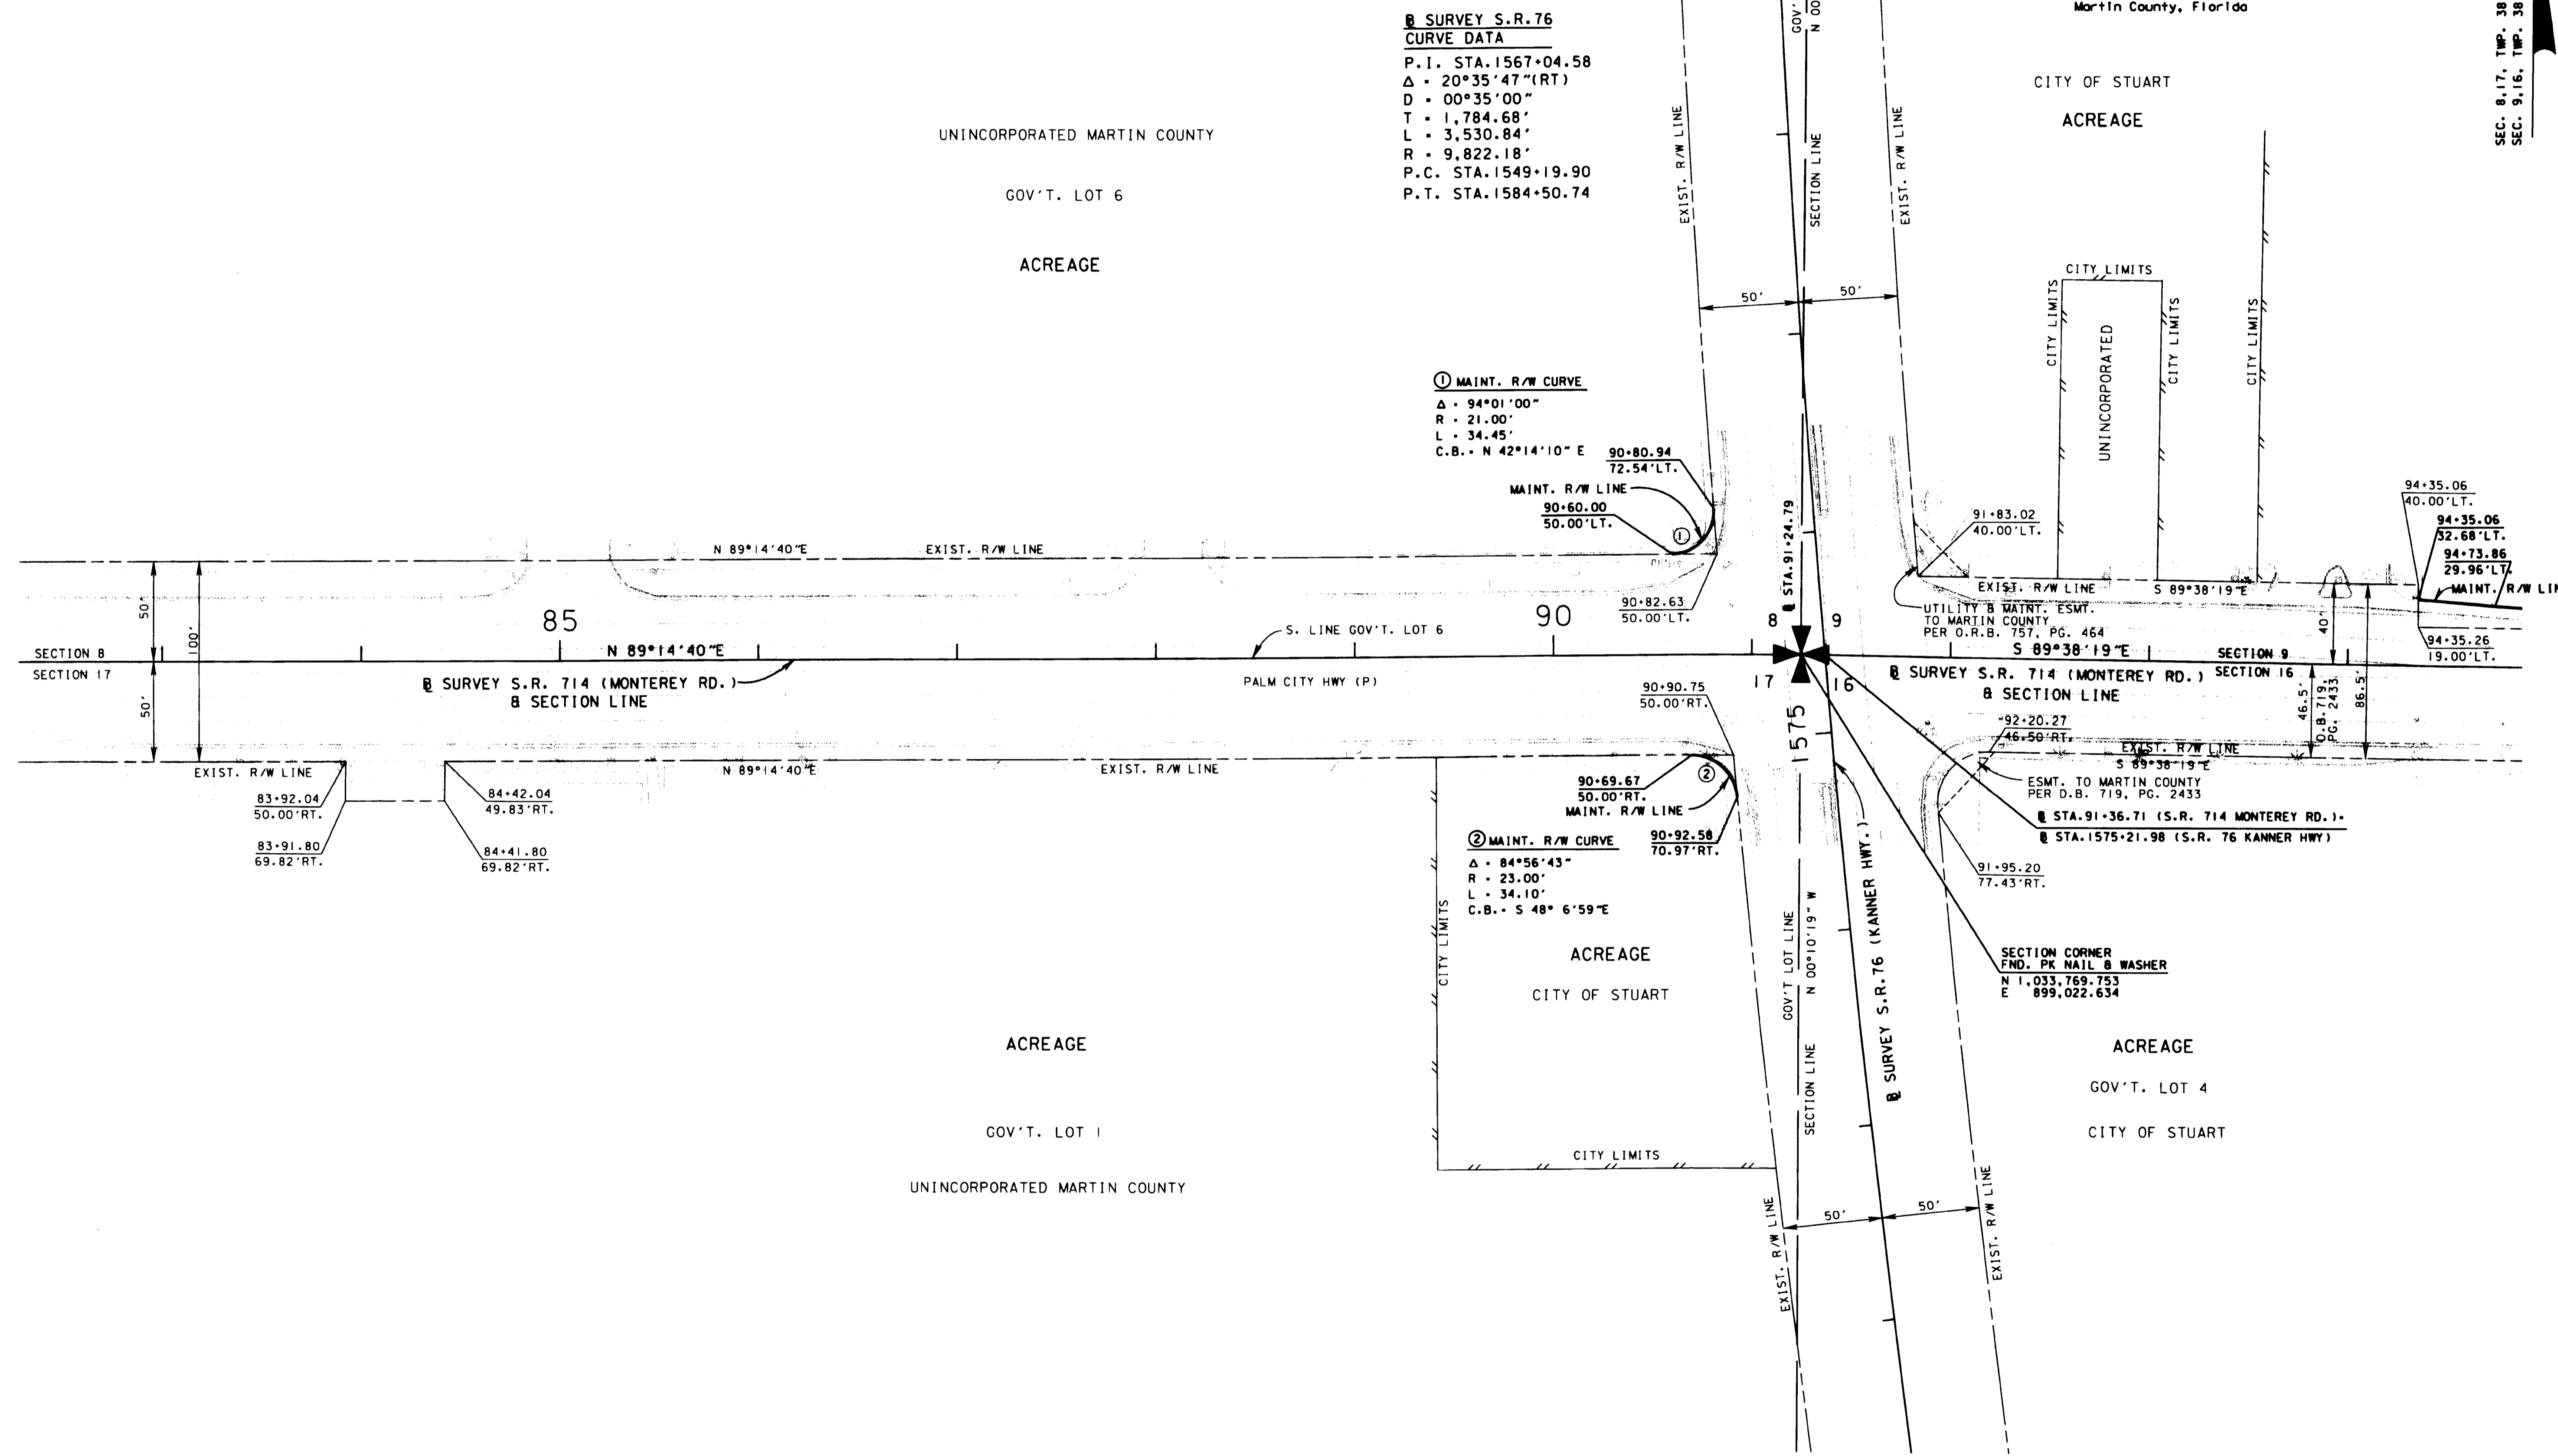 ℄ SURVEY S.R.76
CURVE DATA
P.I. STA.1567+04.58
Δ = 20°35'47"(RT)
D = 00°35'00"
T = 1,784.68'
L = 3,530.84'
R = 9,822.18'
P.C. STA.1549+19.90
P.T. STA.1584+50.74
GOV'
N 00
Martin County, Florida
SEC. 8,17, TWP. 38
SEC. 9,16, TWP. 38
CITY OF STUART
ACREAGE
UNINCORPORATED MARTIN COUNTY
GOV'T. LOT 6
ACREAGE
EXIST. R/W LINE
SECTION LINE
EXIST. R/W LINE
50'
50'
CITY LIMITS
CITY LIMITS
CITY LIMITS
CITY LIMITS
UNINCORPORATED
① MAINT. R/W CURVE
Δ = 94°01'00"
R = 21.00'
L = 34.45'
C.B.= N 42°14'10" E
90+80.94
72.54'LT.
MAINT. R/W LINE
90+60.00
50.00'LT.
①
℄ STA.91+24.79
91+83.02
40.00'LT.
94+35.06
40.00'LT.
94+35.06
32.68'LT.
94+73.86
29.96'LT.
MAINT. R/W LIN
N 89°14'40"E
EXIST. R/W LINE
EXIST. R/W LINE
S 89°38'19"E
50'
100'
50'
85
90
90+82.63
50.00'LT.
S. LINE GOV'T. LOT 6
8
9
UTILITY & MAINT. ESMT.
TO MARTIN COUNTY
PER O.R.B. 757, PG. 464
40'
94+35.26
19.00'LT.
SECTION 8
N 89°14'40"E
S 89°38'19"E
SECTION 9
SECTION 17
SECTION 16
℄ SURVEY S.R. 714 (MONTEREY RD.)
& SECTION LINE
PALM CITY HWY (P)
17
16
℄ SURVEY S.R. 714 (MONTEREY RD.)
& SECTION LINE
90+90.75
50.00'RT.
1575
92+20.27
46.50'RT.
46.5'
O.B.719,
PG. 2433
86.5'
EXIST. R/W LINE
N 89°14'40"E
EXIST. R/W LINE
EXIST. R/W LINE
S 89°38'19"E
83+92.04
50.00'RT.
84+42.04
49.83'RT.
83+91.80
69.82'RT.
84+41.80
69.82'RT.
②
90+69.67
50.00'RT.
MAINT. R/W LINE
90+92.58
70.97'RT.
② MAINT. R/W CURVE
Δ = 84°56'43"
R = 23.00'
L = 34.10'
C.B.= S 48° 6'59"E
ESMT. TO MARTIN COUNTY
PER D.B. 719, PG. 2433
℄ STA.91+36.71 (S.R. 714 MONTEREY RD.)=
℄ STA.1575+21.98 (S.R. 76 KANNER HWY)
91+95.20
77.43'RT.
CITY LIMITS
ACREAGE
CITY OF STUART
GOV'T LOT LINE
N 00°10'19" W
SECTION LINE
℄ SURVEY S.R.76 (KANNER HWY.)
SECTION CORNER
FND. PK NAIL & WASHER
N 1,033,769.753
E 899,022.634
ACREAGE
GOV'T. LOT 1
UNINCORPORATED MARTIN COUNTY
ACREAGE
GOV'T. LOT 4
CITY OF STUART
CITY LIMITS
50'
50'
EXIST. R/W LINE
EXIST. R/W LINE